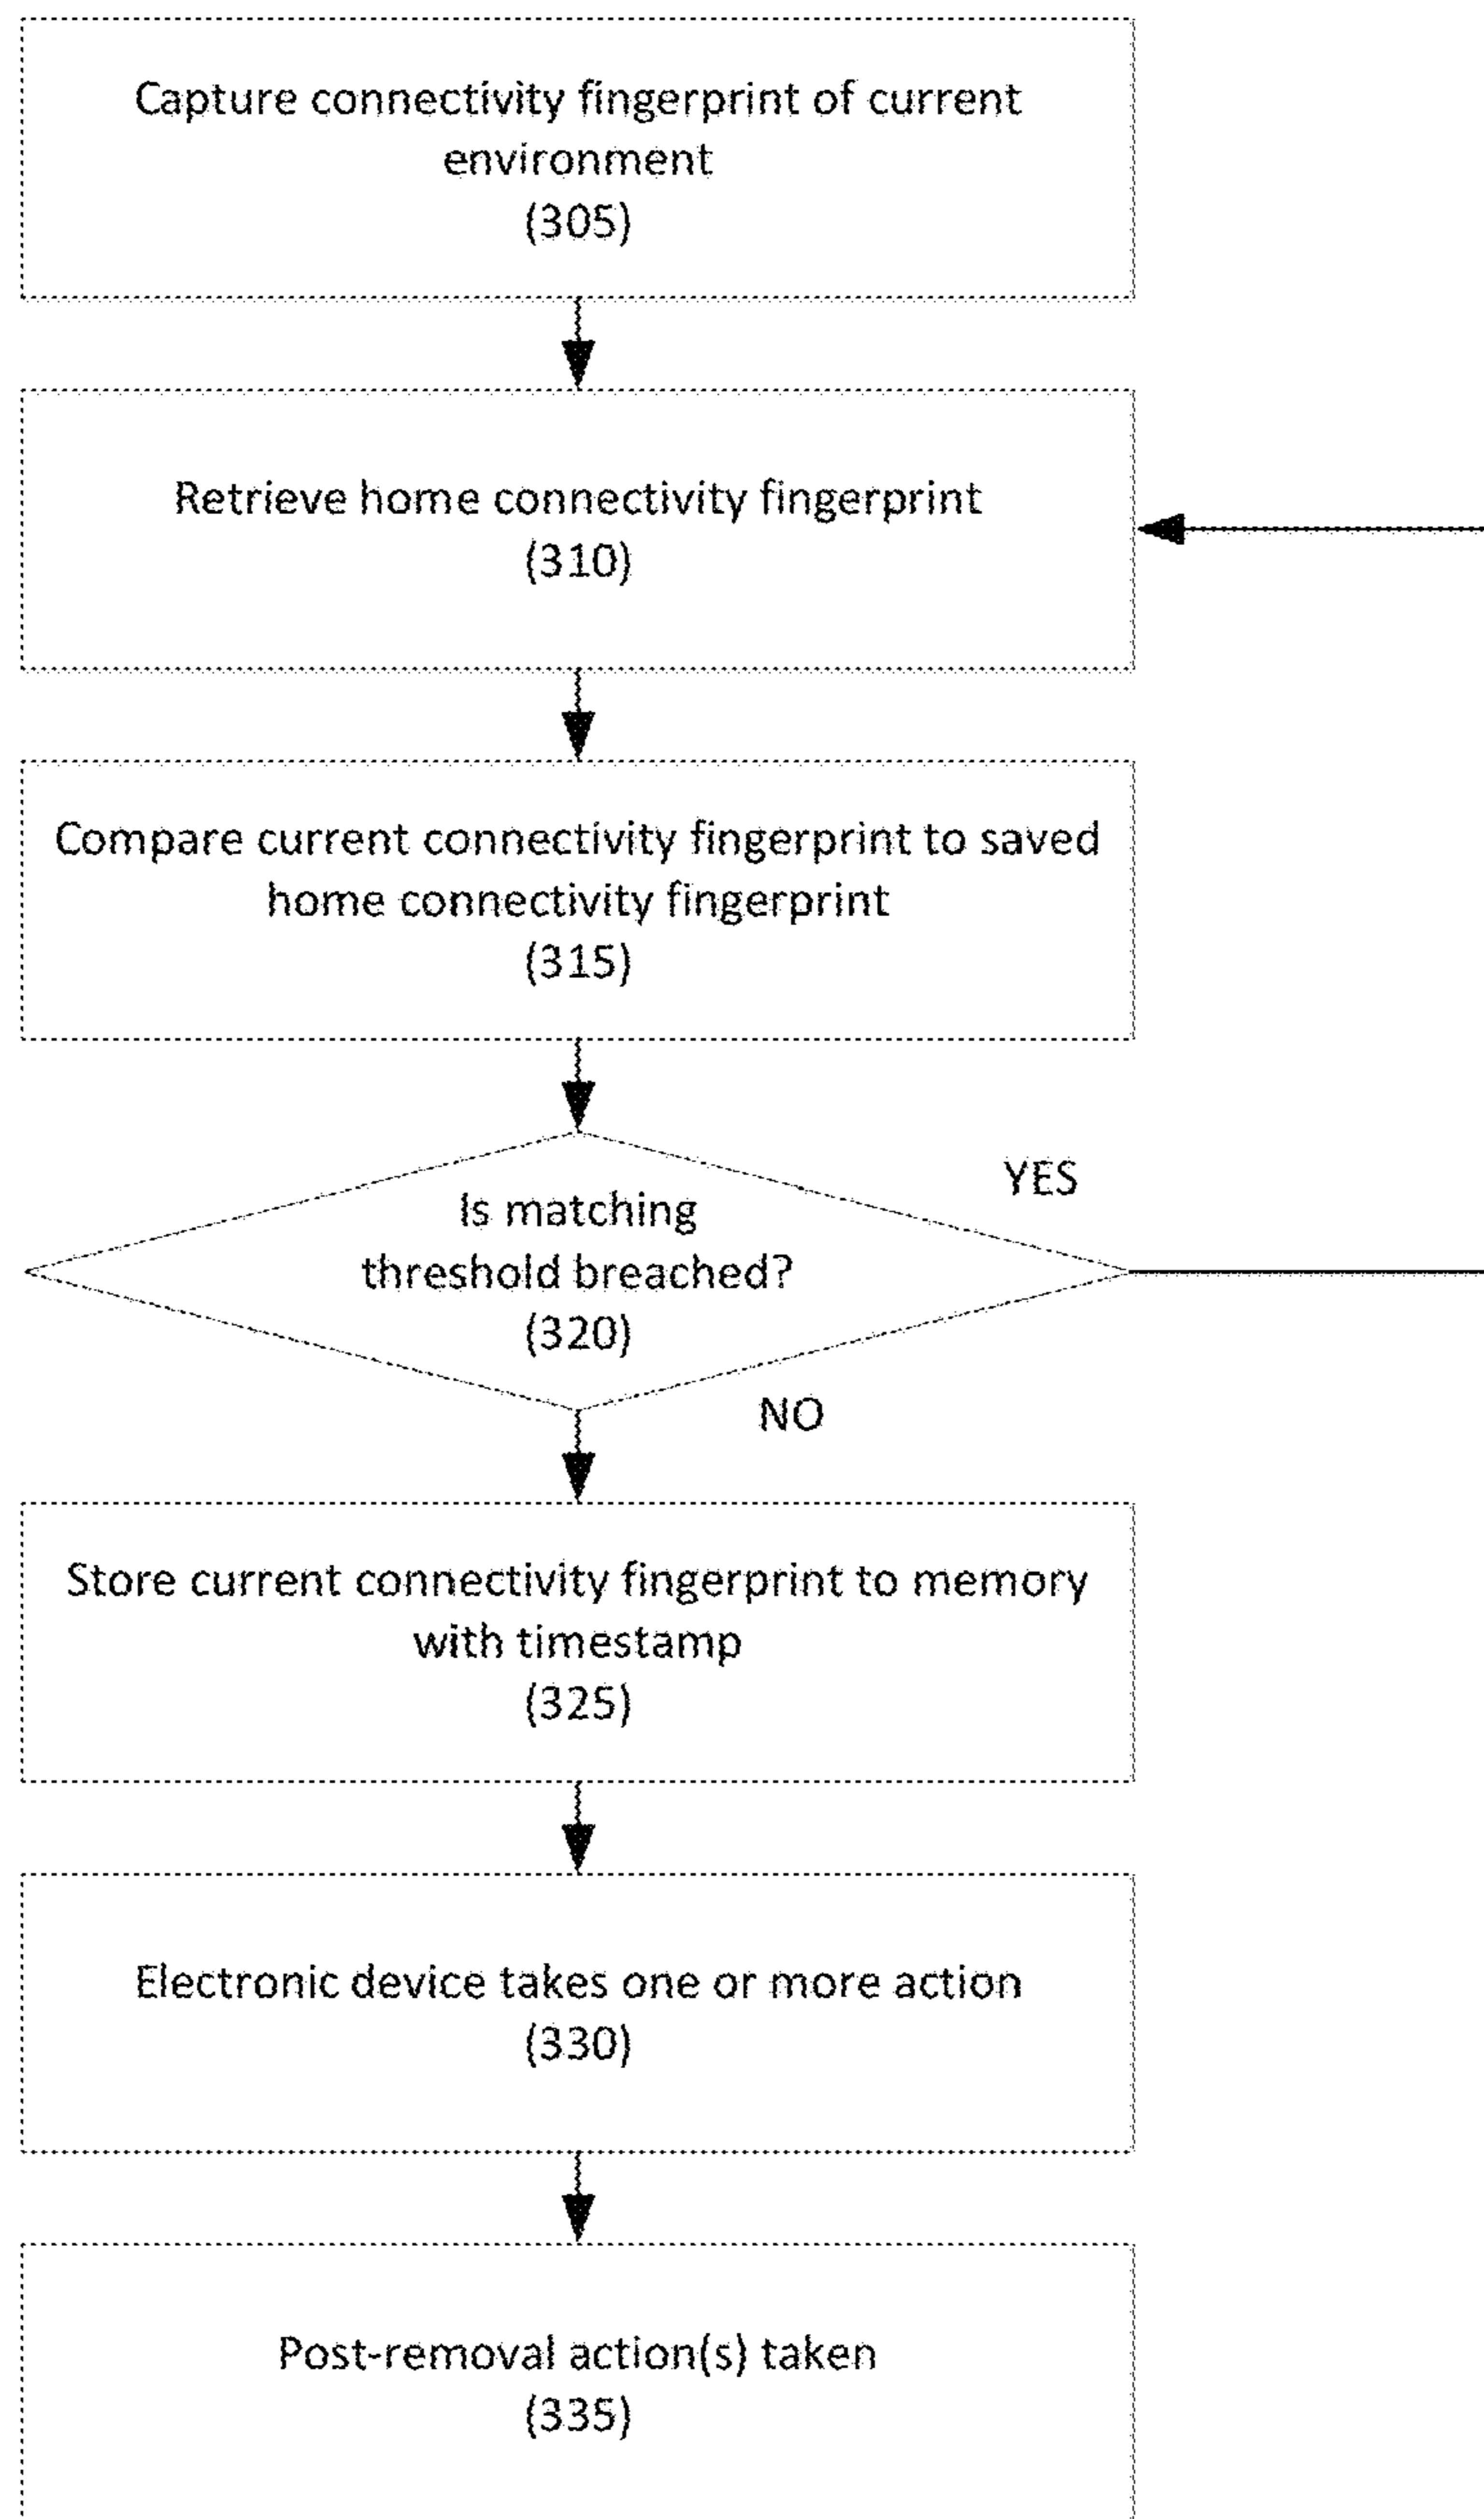 Capture connectivity fingerprint of current
environment
(305)
Retrieve home connectivity fingerprint
(310)
Compare current connectivity fingerprint to saved
home connectivity fingerprint
(315)
YES
Is matching
threshold breached?
(320)
NO
Store current connectivity fingerprint to memory
with timestamp
(325)
Electronic device takes one or more action
(330)
Post-removal action(s) taken
(335)